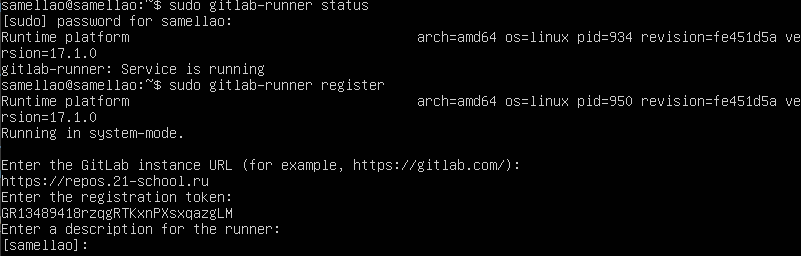 samellao@samellao:~$ sudo gitlab-runner status
[sudo] password for samellao:
Runtime platform                                    arch=amd64 os=linux pid=934 revision=fe451d5a ve
rsion=17.1.0
gitlab-runner: Service is running
samellao@samellao:~$ sudo gitlab-runner register
Runtime platform                                    arch=amd64 os=linux pid=950 revision=fe451d5a ve
rsion=17.1.0
Running in system-mode.

Enter the GitLab instance URL (for example, https://gitlab.com/):
https://repos.21-school.ru
Enter the registration token:
GR13489418rzqgRTKxnPXsxqazgLM
Enter a description for the runner:
[samellao]: